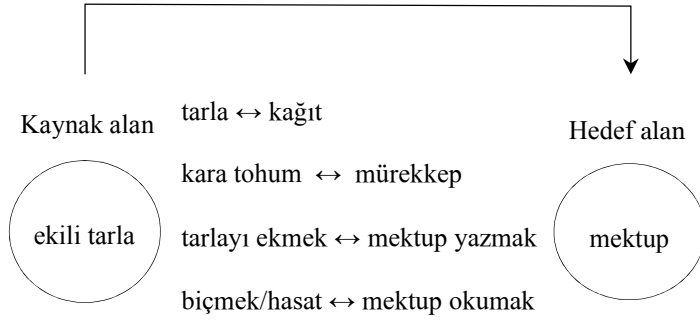 Kaynak alan
ekili tarla
tarla ↔ kağıt
kara tohum ↔ mürekkep
tarlayı ekmek ↔ mektup yazmak
biçmek/hasat ↔ mektup okumak
Hedef alan
mektup